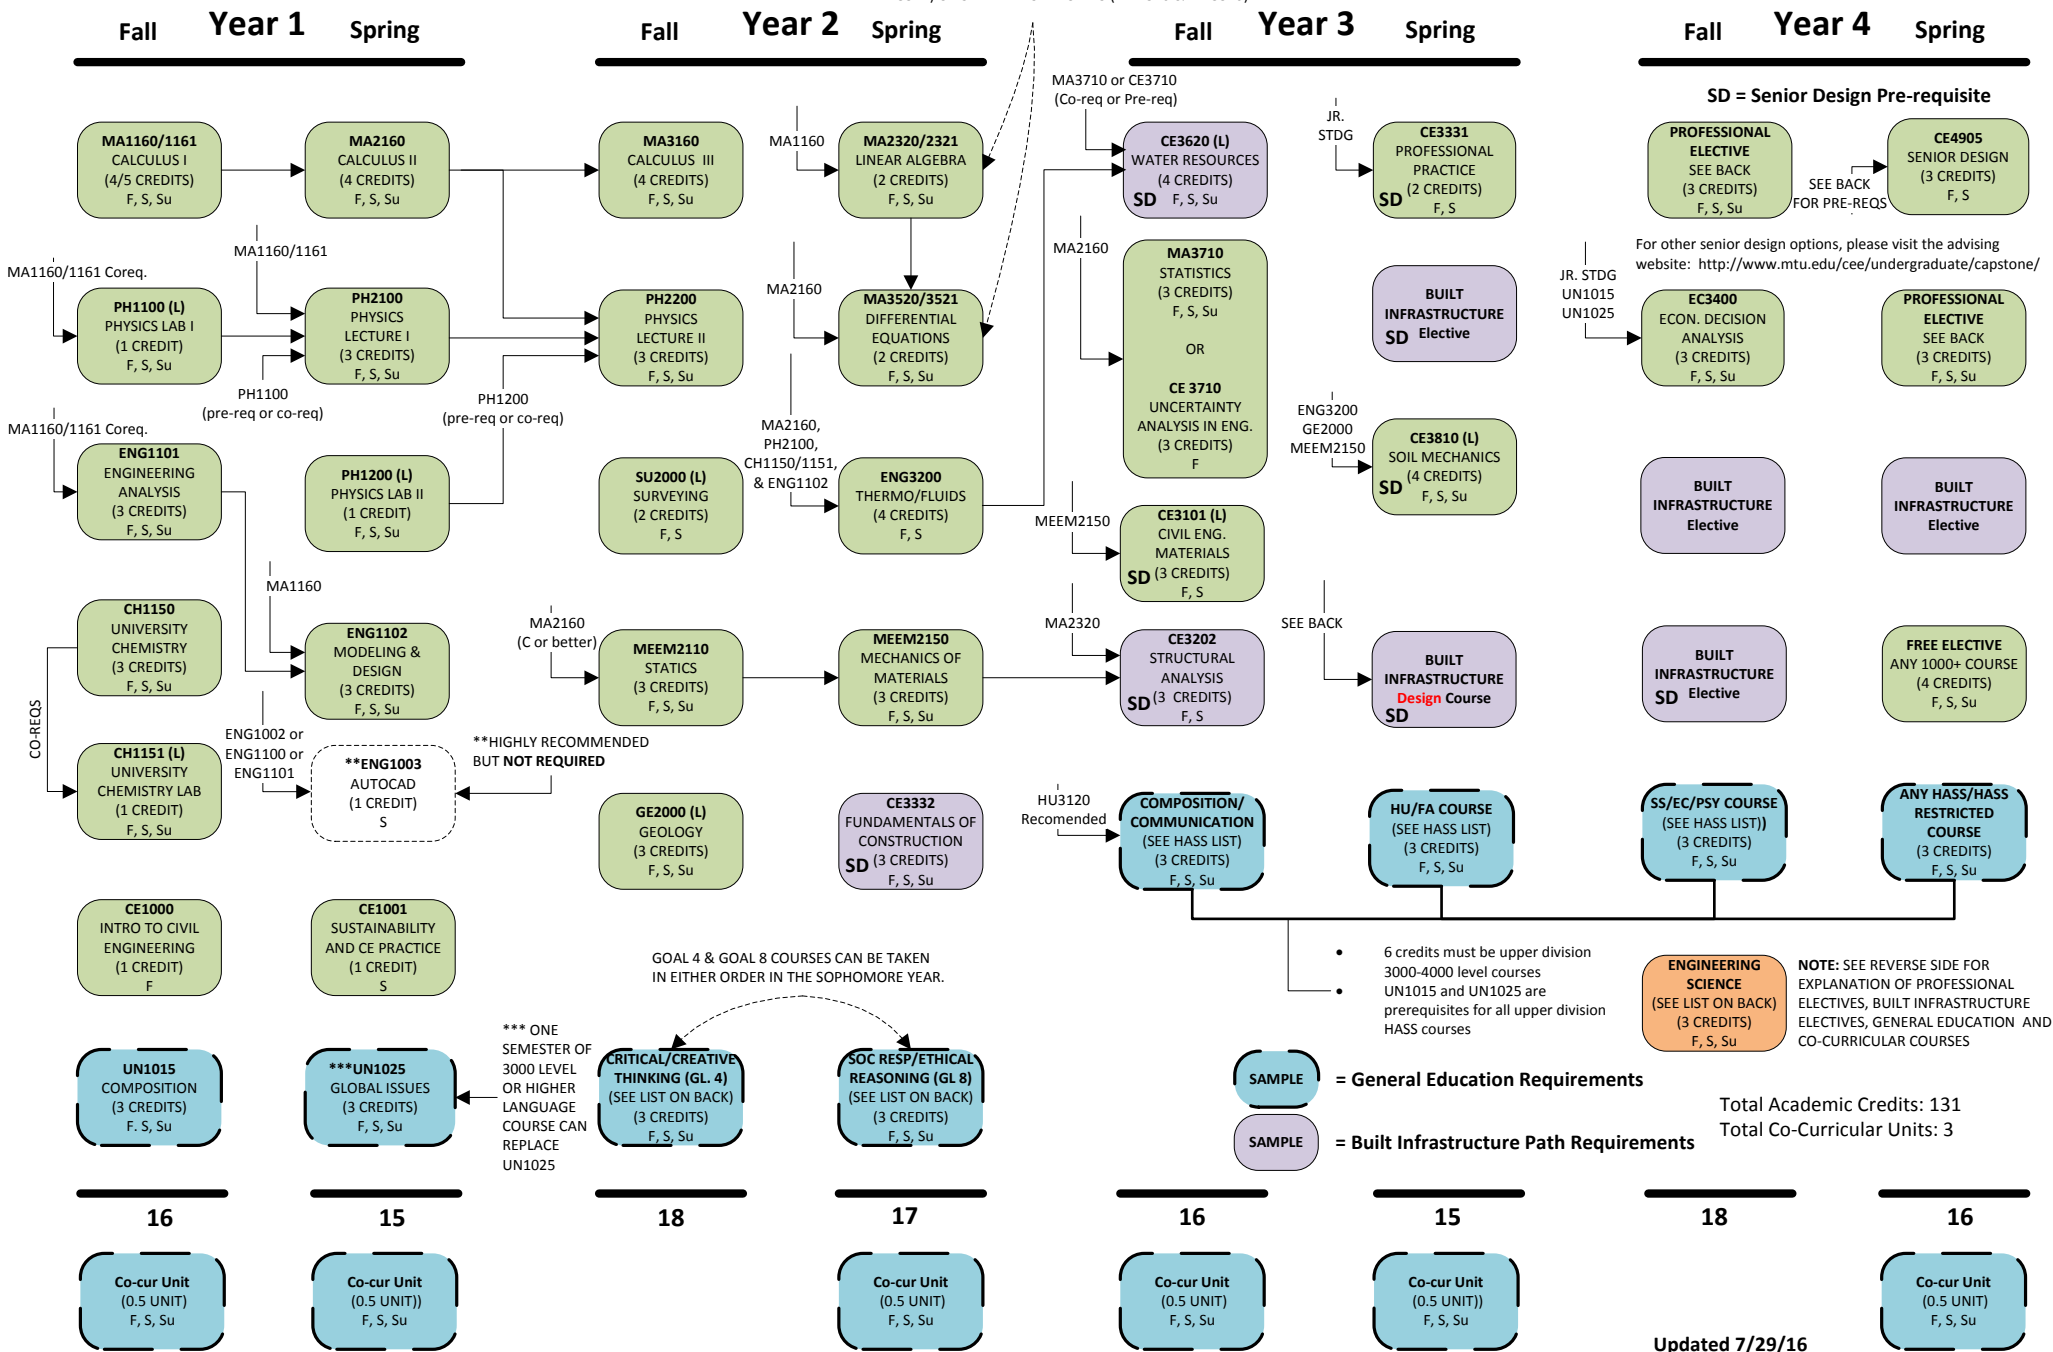 Year 1
Fall
Spring
Year 2
Fall
Spring
Year 3
Fall
Spring
Year 4
Fall
Spring
SD = Senior Design Pre-requisite
MA1160/1161
CALCULUS I
(4/5 CREDITS)
F, S, Su
MA2160
CALCULUS II
(4 CREDITS)
F, S, Su
MA3160
CALCULUS III
(4 CREDITS)
F, S, Su
MA1160
MA2320/2321
LINEAR ALGEBRA
(2 CREDITS)
F, S, Su
MA3710 or CE3710
(Co-req or Pre-req)
CE3620 (L)
WATER RESOURCES
(4 CREDITS)
SD F, S, Su
JR.
STDG
CE3331
PROFESSIONAL
PRACTICE
SD (2 CREDITS)
F, S
PROFESSIONAL
ELECTIVE
SEE BACK
(3 CREDITS)
F, S, Su
SEE BACK
FOR PRE-REQS
CE4905
SENIOR DESIGN
(3 CREDITS)
F, S
For other senior design options, please visit the advising
website: http://www.mtu.edu/cee/undergraduate/capstone/
MA1160/1161 Coreq.
PH1100 (L)
PHYSICS LAB I
(1 CREDIT)
F, S, Su
MA1160/1161
PH2100
PHYSICS
LECTURE I
(3 CREDITS)
F, S, Su
PH1100
(pre-req or co-req)
PH2200
PHYSICS
LECTURE II
(3 CREDITS)
F, S, Su
PH1200
(pre-req or co-req)
MA2160
MA3520/3521
DIFFERENTIAL
EQUATIONS
(2 CREDITS)
F, S, Su
MA2160
MA3710
STATISTICS
(3 CREDITS)
F, S, Su
OR
CE 3710
UNCERTAINTY
ANALYSIS IN ENG.
(3 CREDITS)
F
BUILT
INFRASTRUCTURE
SD Elective
JR. STDG
UN1015
UN1025
EC3400
ECON. DECISION
ANALYSIS
(3 CREDITS)
F, S, Su
PROFESSIONAL
ELECTIVE
SEE BACK
(3 CREDITS)
F, S, Su
MA1160/1161 Coreq.
ENG1101
ENGINEERING
ANALYSIS
(3 CREDITS)
F, S, Su
PH1200 (L)
PHYSICS LAB II
(1 CREDIT)
F, S, Su
SU2000 (L)
SURVEYING
(2 CREDITS)
F, S
MA2160,
PH2100,
CH1150/1151,
& ENG1102
ENG3200
THERMO/FLUIDS
(4 CREDITS)
F, S
MEEM2150
CE3101 (L)
CIVIL ENG.
MATERIALS
SD (3 CREDITS)
F, S
ENG3200
GE2000
MEEM2150
CE3810 (L)
SOIL MECHANICS
SD (4 CREDITS)
F, S, Su
BUILT
INFRASTRUCTURE
Elective
BUILT
INFRASTRUCTURE
Elective
CH1150
UNIVERSITY
CHEMISTRY
(3 CREDITS)
F, S, Su
MA1160
ENG1102
MODELING &
DESIGN
(3 CREDITS)
F, S, Su
MA2160
(C or better)
MEEM2110
STATICS
(3 CREDITS)
F, S, Su
MEEM2150
MECHANICS OF
MATERIALS
(3 CREDITS)
F, S, Su
MA2320
CE3202
STRUCTURAL
ANALYSIS
SD (3 CREDITS)
F, S
SEE BACK
BUILT
INFRASTRUCTURE
Design Course
SD
BUILT
INFRASTRUCTURE
SD Elective
FREE ELECTIVE
ANY 1000+ COURSE
(4 CREDITS)
F, S, Su
CO-REQS
CH1151 (L)
UNIVERSITY
CHEMISTRY LAB
(1 CREDIT)
F, S, Su
ENG1002 or
ENG1100 or
ENG1101
**ENG1003
AUTOCAD
(1 CREDIT)
S
**HIGHLY RECOMMENDED
BUT NOT REQUIRED
GE2000 (L)
GEOLOGY
(3 CREDITS)
F, S, Su
CE3332
FUNDAMENTALS OF
CONSTRUCTION
SD (3 CREDITS)
F, S, Su
HU3120
Recomended
COMPOSITION/
COMMUNICATION
(SEE HASS LIST)
(3 CREDITS)
F, S, Su
HU/FA COURSE
(SEE HASS LIST)
(3 CREDITS)
F, S, Su
SS/EC/PSY COURSE
(SEE HASS LIST))
(3 CREDITS)
F, S, Su
ANY HASS/HASS
RESTRICTED
COURSE
(3 CREDITS)
F, S, Su
CE1000
INTRO TO CIVIL
ENGINEERING
(1 CREDIT)
F
CE1001
SUSTAINABILITY
AND CE PRACTICE
(1 CREDIT)
S
GOAL 4 & GOAL 8 COURSES CAN BE TAKEN
IN EITHER ORDER IN THE SOPHOMORE YEAR.
• 6 credits must be upper division
3000-4000 level courses
• UN1015 and UN1025 are
prerequisites for all upper division
HASS courses
ENGINEERING
SCIENCE
(SEE LIST ON BACK)
(3 CREDITS)
F, S, Su
NOTE: SEE REVERSE SIDE FOR
EXPLANATION OF PROFESSIONAL
ELECTIVES, BUILT INFRASTRUCTURE
ELECTIVES, GENERAL EDUCATION AND
CO-CURRICULAR COURSES
UN1015
COMPOSITION
(3 CREDITS)
F. S, Su
***UN1025
GLOBAL ISSUES
(3 CREDITS)
F, S, Su
*** ONE
SEMESTER OF
3000 LEVEL
OR HIGHER
LANGUAGE
COURSE CAN
REPLACE
UN1025
CRITICAL/CREATIVE
THINKING (GL. 4)
(SEE LIST ON BACK)
(3 CREDITS)
F, S, Su
SOC RESP/ETHICAL
REASONING (GL 8)
(SEE LIST ON BACK)
(3 CREDITS)
F, S, Su
SAMPLE = General Education Requirements
SAMPLE = Built Infrastructure Path Requirements
Total Academic Credits: 131
Total Co-Curricular Units: 3
16
15
18
17
16
15
18
16
Co-cur Unit
(0.5 UNIT)
F, S, Su
Co-cur Unit
(0.5 UNIT))
F, S, Su
Co-cur Unit
(0.5 UNIT)
F, S, Su
Co-cur Unit
(0.5 UNIT)
F, S, Su
Co-cur Unit
(0.5 UNIT))
F, S, Su
Co-cur Unit
(0.5 UNIT)
F, S, Su
Updated 7/29/16